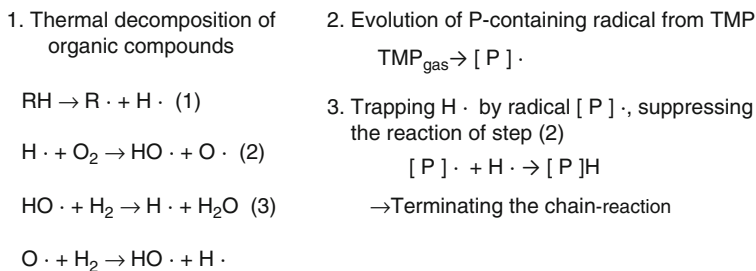 1. Thermal decomposition of
organic compounds
RH → R · + H · (1)
H · + O₂ → HO · + O · (2)
HO · + H₂ → H · + H₂O (3)
O · + H₂ → HO · + H ·
2. Evolution of P-containing radical from TMP
TMP_gas → [ P ] ·
3. Trapping H · by radical [ P ] ·, suppressing
the reaction of step (2)
[ P ] · + H · → [ P ]H
→Terminating the chain-reaction